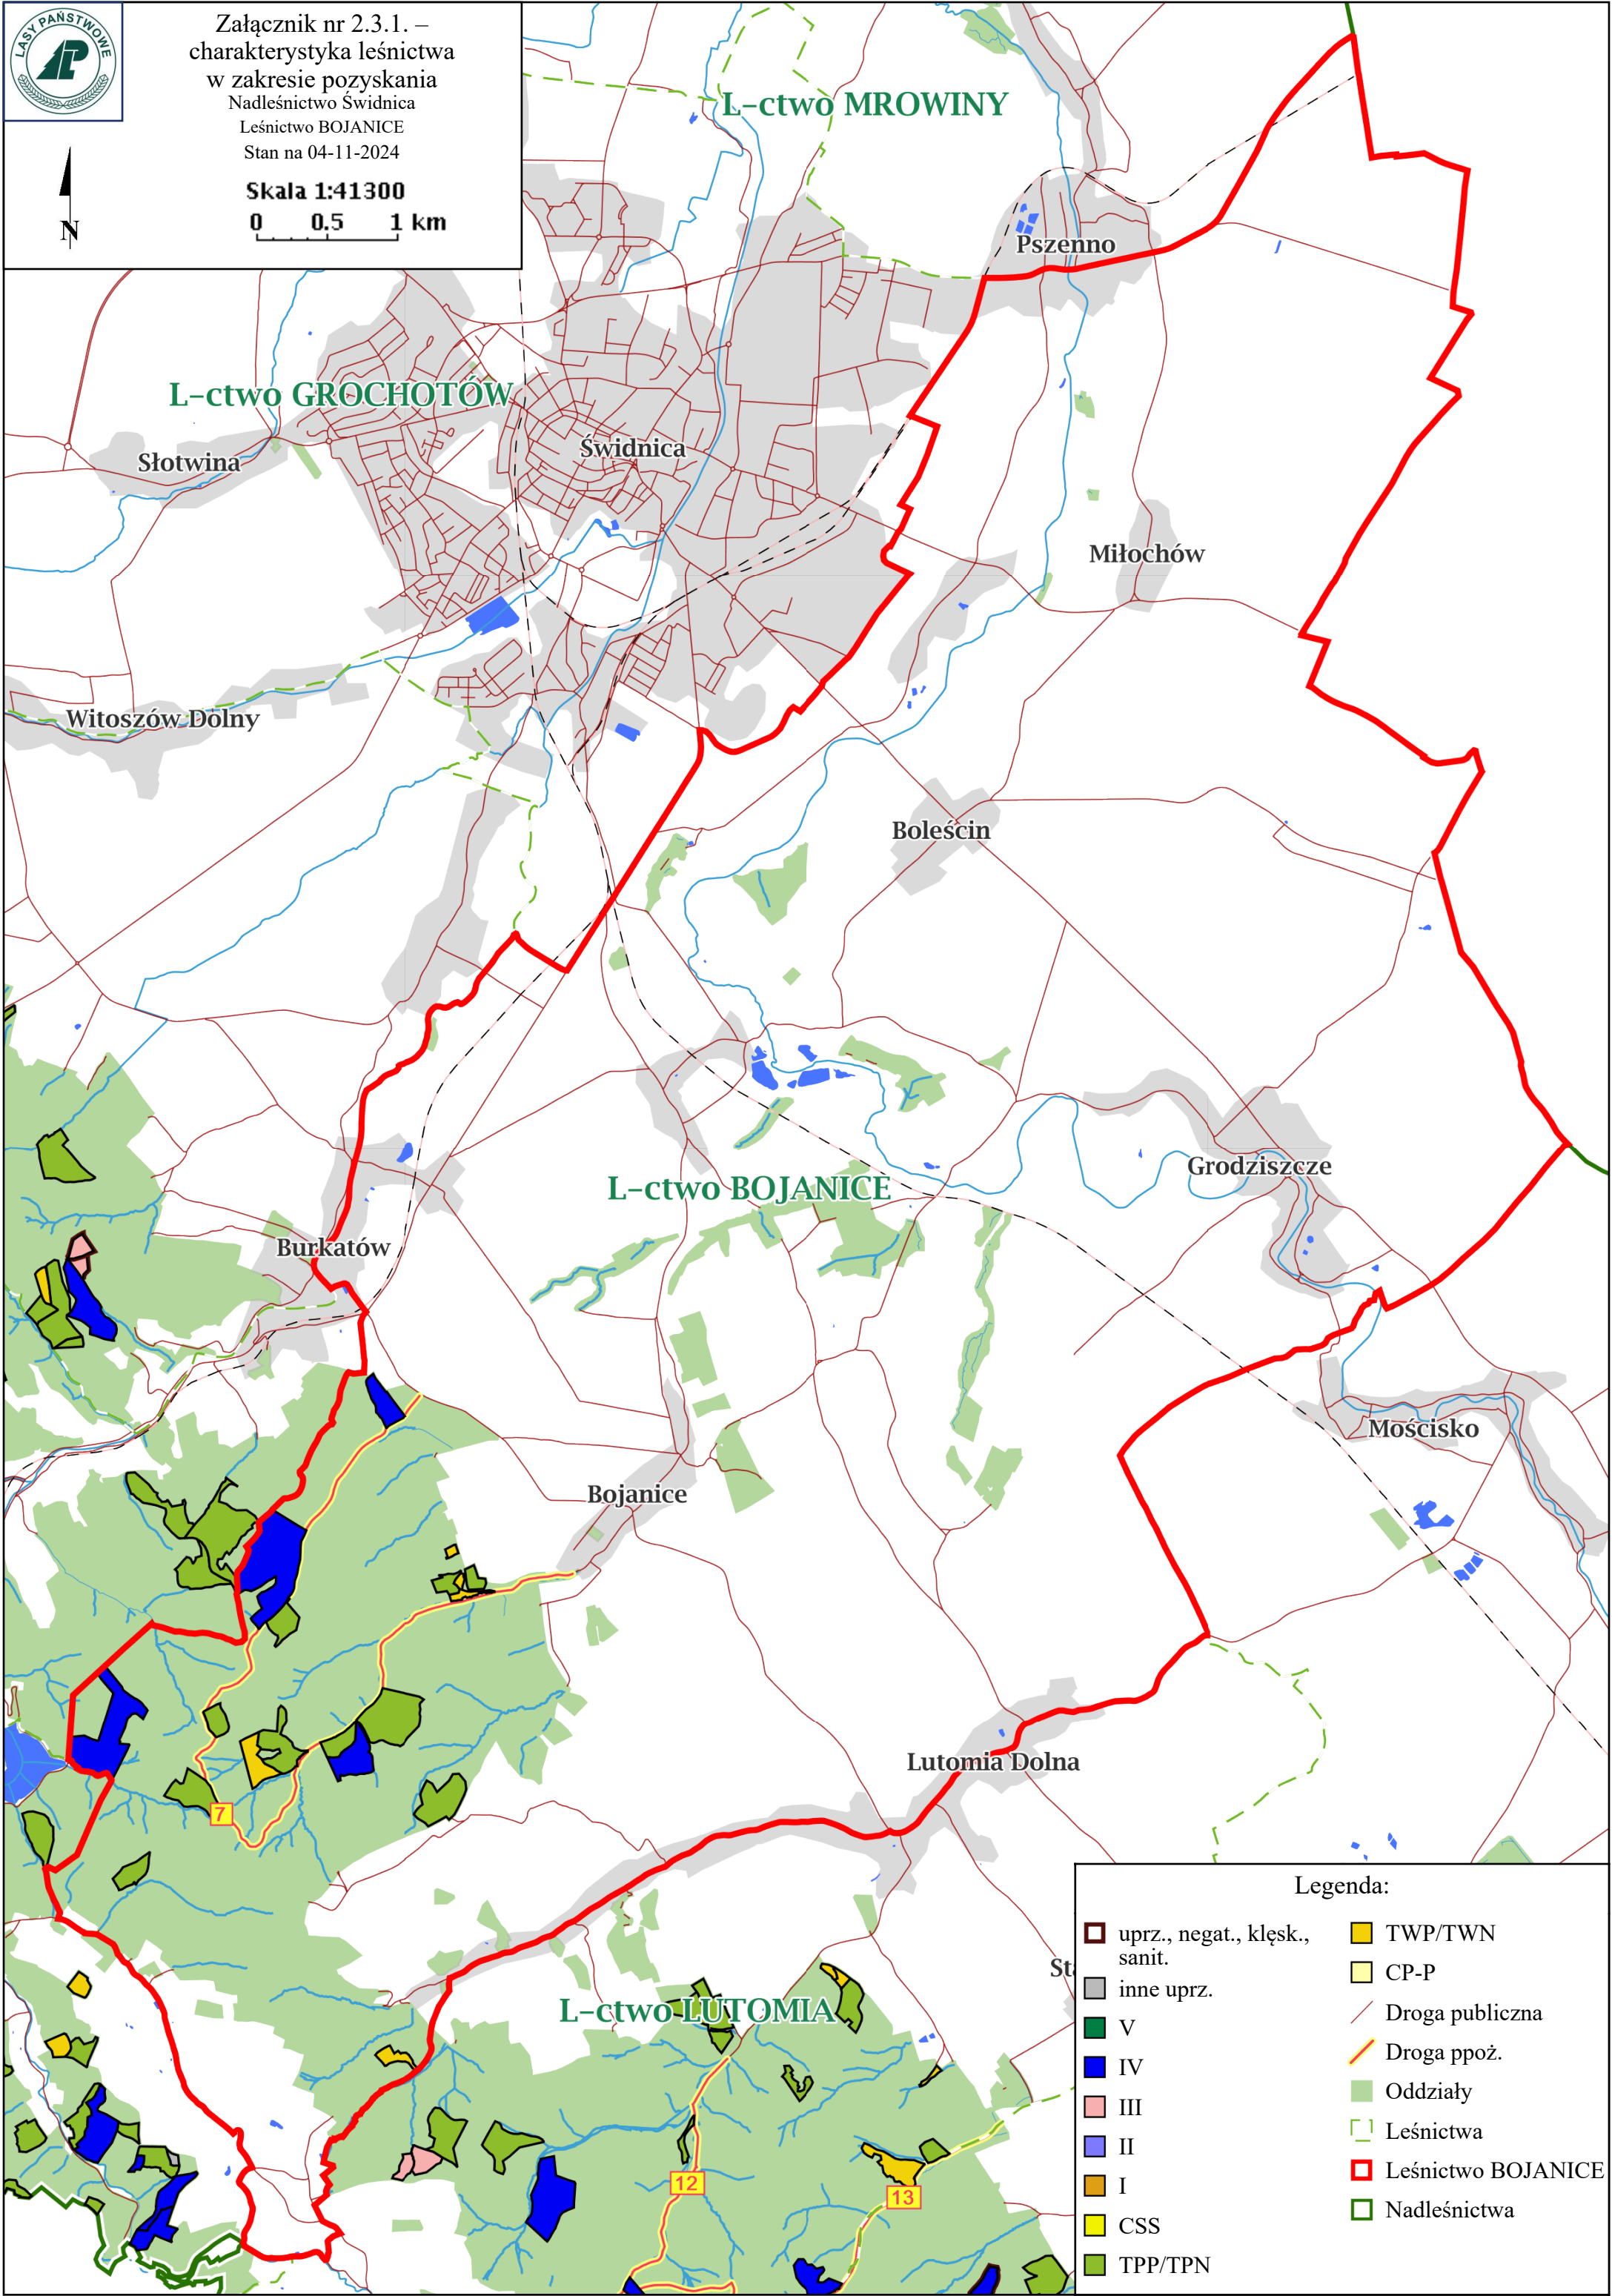 LASY PAŃSTWOWE
Załącznik nr 2.3.1. –
charakterystyka leśnictwa
w zakresie pozyskania
Nadleśnictwo Świdnica
Leśnictwo BOJANICE
Stan na 04-11-2024
Skala 1:41300
0 0.5 1 km
N
L-ctwo MROWINY
Pszenno
L-ctwo GROCHOTÓW
Świdnica
Słotwina
Miłochów
Witoszów Dolny
Boleścin
Grodziszcze
L-ctwo BOJANICE
Burkatów
Mościsko
Bojanice
Lutomia Dolna
7
L-ctwo LUTOMIA
12
13
Legenda:
uprz., negat., klęsk.,
sanit.
inne uprz.
V
IV
III
II
I
CSS
TPP/TPN
TWP/TWN
CP-P
Droga publiczna
Droga ppoż.
Oddziały
Leśnictwa
Leśnictwo BOJANICE
Nadleśnictwa